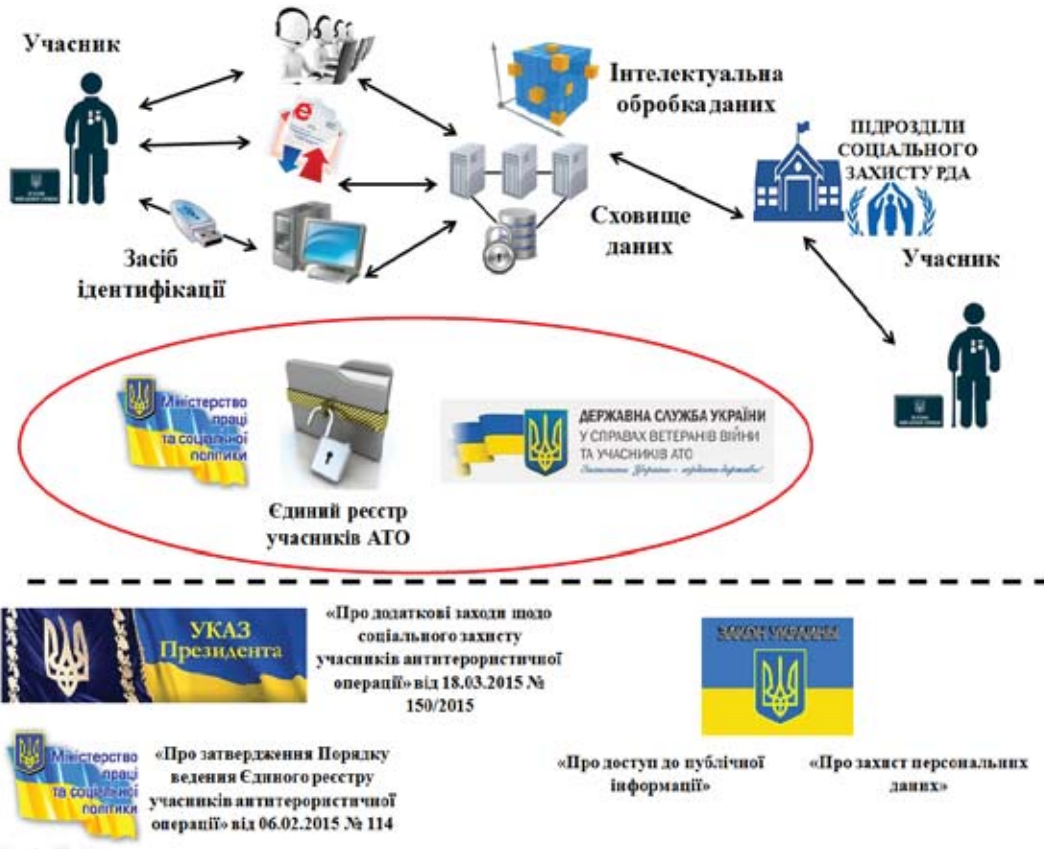 Учасник
Інтелектуальна
обробка даних
ПІДРОЗДІЛИ
СОЦІАЛЬНОГО
ЗАХИСТУ РДА
Сховище
даних
Засіб
ідентифікації
Учасник
Міністерство
праці
та соціальної
політики
ДЕРЖАВНА СЛУЖБА УКРАЇНИ
У СПРАВАХ ВЕТЕРАНІВ ВІЙНИ
ТА УЧАСНИКІВ АТО
Захисники України – гордість держави!
Єдиний реєстр
учасників АТО
УКАЗ
Президента
«Про додаткові заходи щодо
соціального захисту
учасників антитерористичної
операції» від 18.03.2015 №
150/2015
ЗАКОН УКРАЇНИ
Міністерство
праці
та соціальної
політики
«Про затвердження Порядку
ведення Єдиного реєстру
учасників антитерористичної
операції» від 06.02.2015 № 114
«Про доступ до публічної
інформації»
«Про захист персональних
даних»